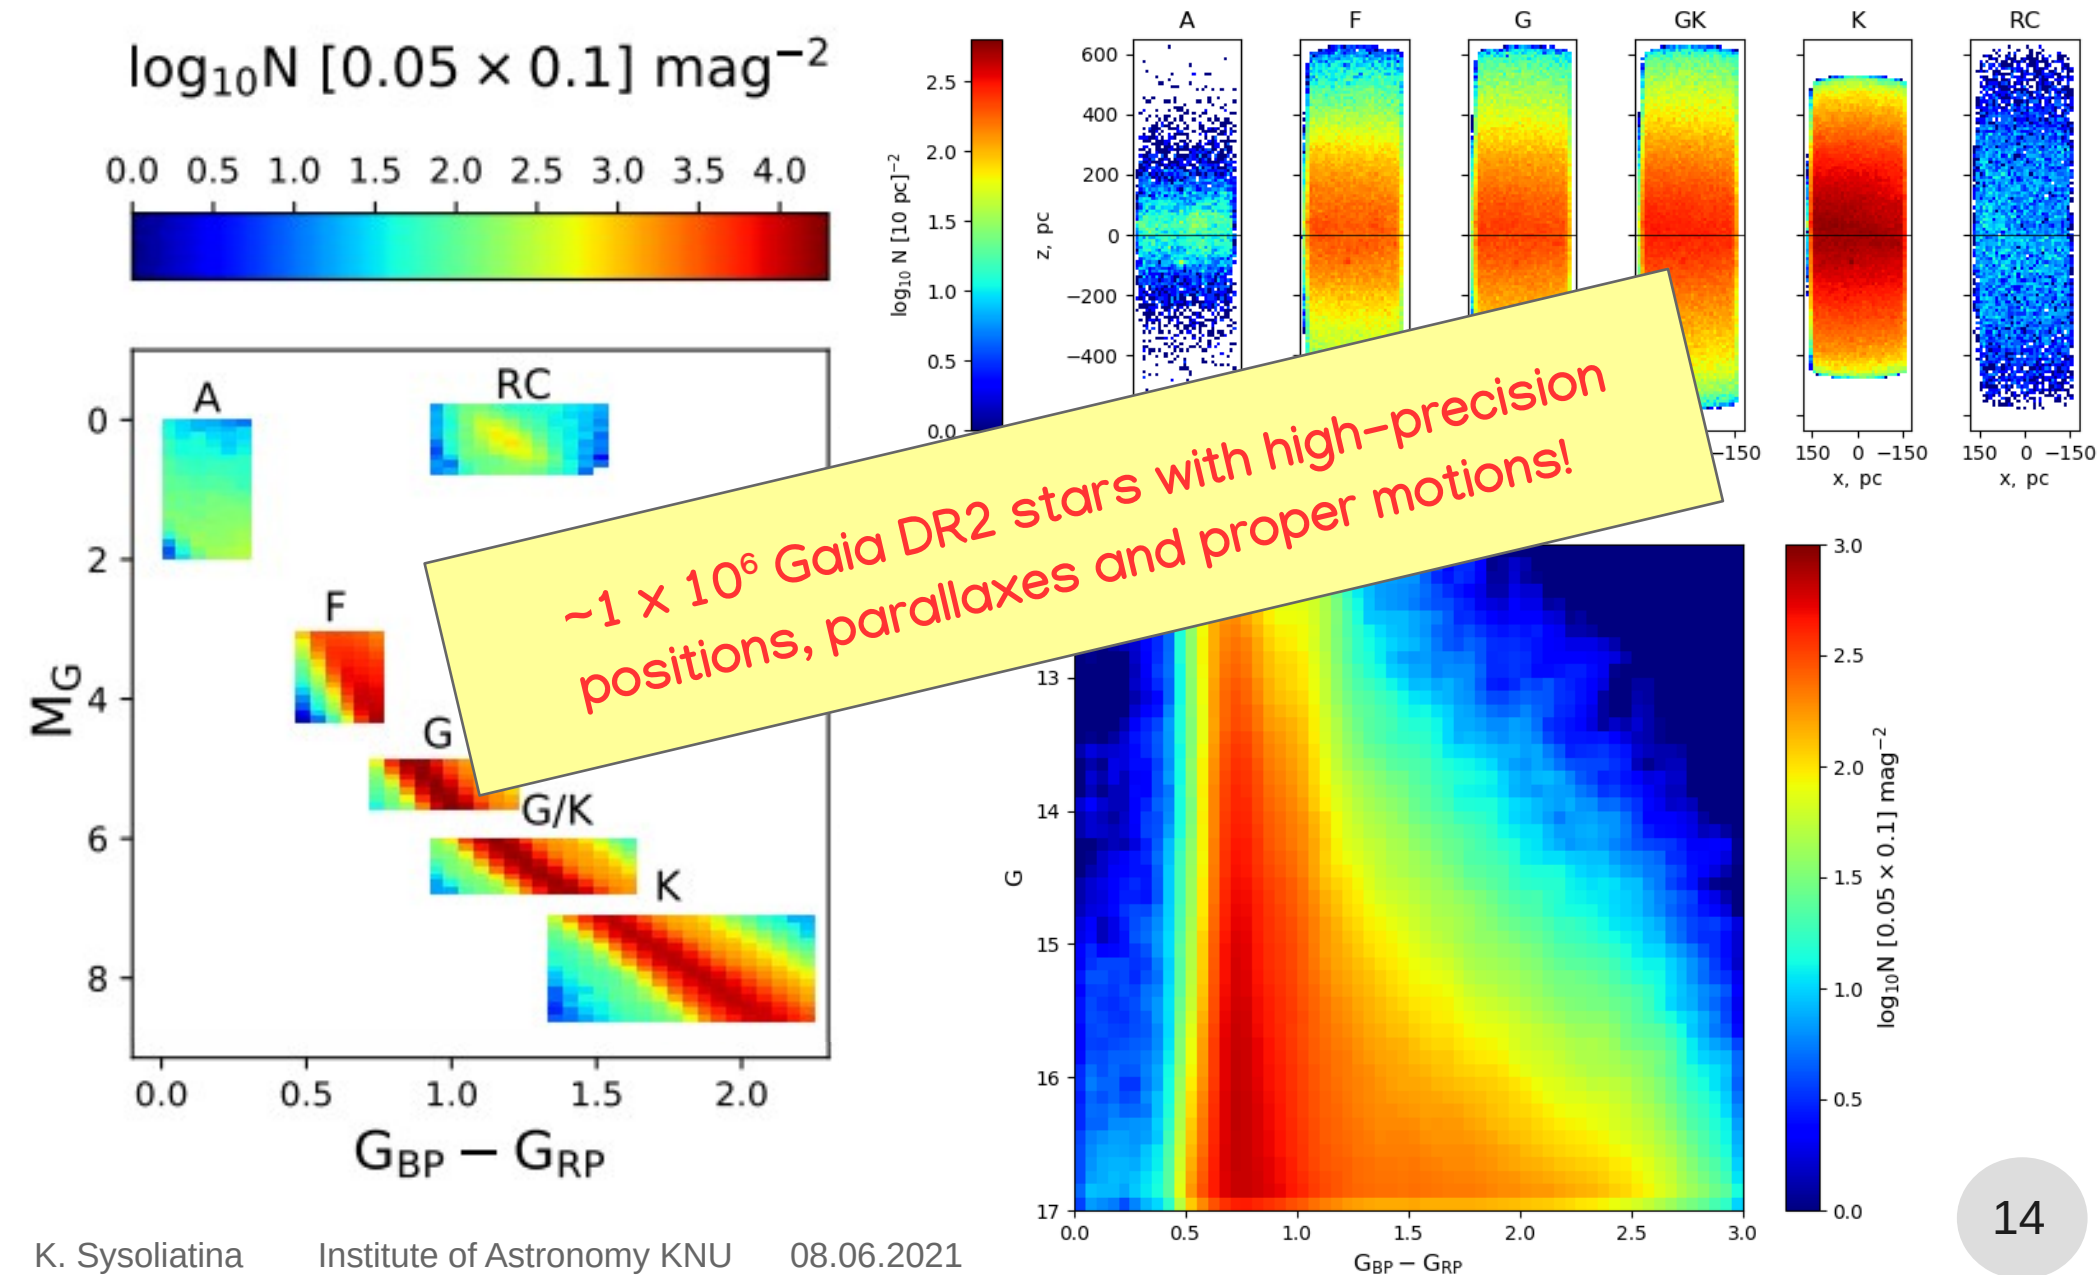 log₁₀N [0.05 × 0.1] mag⁻²
0.0 0.5 1.0 1.5 2.0 2.5 3.0 3.5 4.0
A
RC
F
G
G/K
K
0
2
4
6
8
M_G
0.0 0.5 1.0 1.5 2.0
G_BP − G_RP
2.5
2.0
1.5
1.0
0.5
0.0
log₁₀ N [10 pc]⁻²
A F G GK K RC
600
400
200
0
−200
−400
z, pc
−150 150 0 −150 150 0 −150
x, pc x, pc
~1 × 10⁶ Gaia DR2 stars with high-precision
positions, parallaxes and proper motions!
13
14
15
16
17
G
0.0 0.5 1.0 1.5 2.0 2.5 3.0
G_BP − G_RP
3.0
2.5
2.0
1.5
1.0
0.5
0.0
log₁₀N [0.05 × 0.1] mag⁻²
K. Sysoliatina Institute of Astronomy KNU 08.06.2021
14